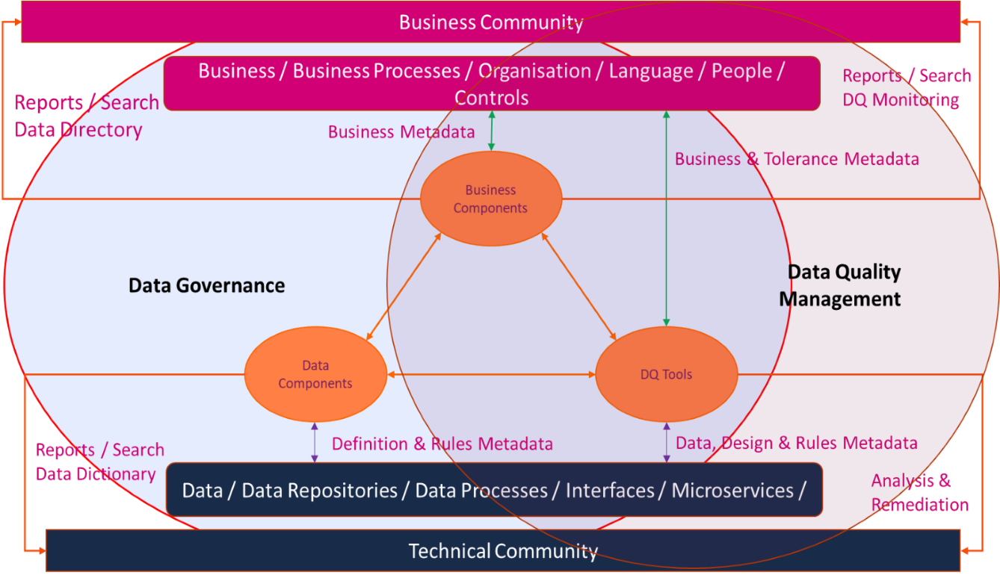 Business Community
Business / Business Processes / Organisation / Language / People /
Controls
Reports / Search
Data Directory
Reports / Search
DQ Monitoring
Business Metadata
Business & Tolerance Metadata
Business
Components
Data Governance
Data Quality
Management
Data
Components
DQ Tools
Definition & Rules Metadata
Data, Design & Rules Metadata
Reports / Search
Data Dictionary
Data / Data Repositories / Data Processes / Interfaces / Microservices /
Analysis &
Remediation
Technical Community